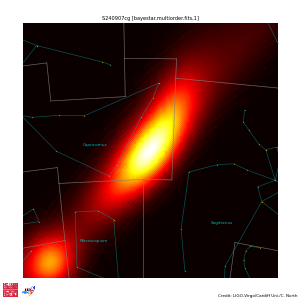 S240907cg [bayestar.multiorder.fits,1]
Capricornus
Sagittarius
Microscopium
Credit: LIGO-Virgo/Cardiff Uni./C. North